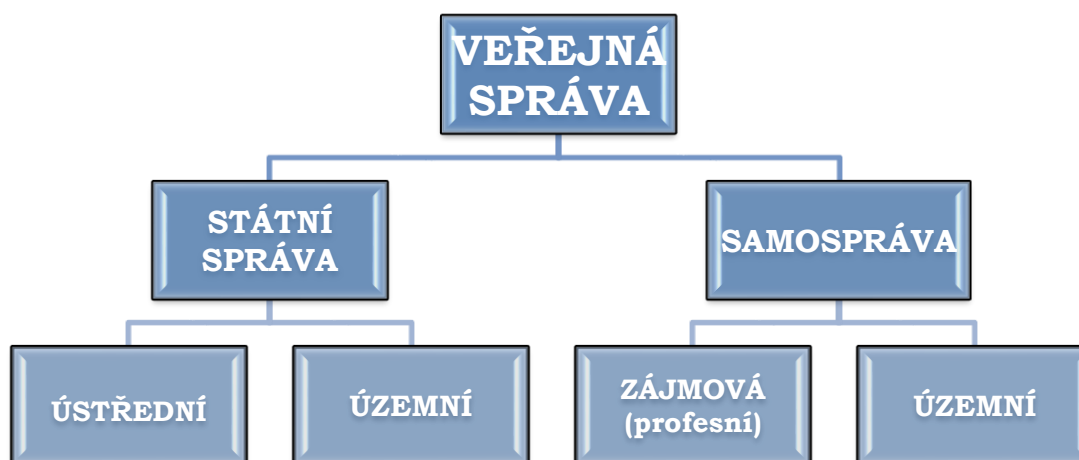 VEŘEJNÁ
SPRÁVA
STÁTNÍ
SPRÁVA
SAMOSPRÁVA
ÚSTŘEDNÍ
ÚZEMNÍ
ZÁJMOVÁ
(profesní)
ÚZEMNÍ